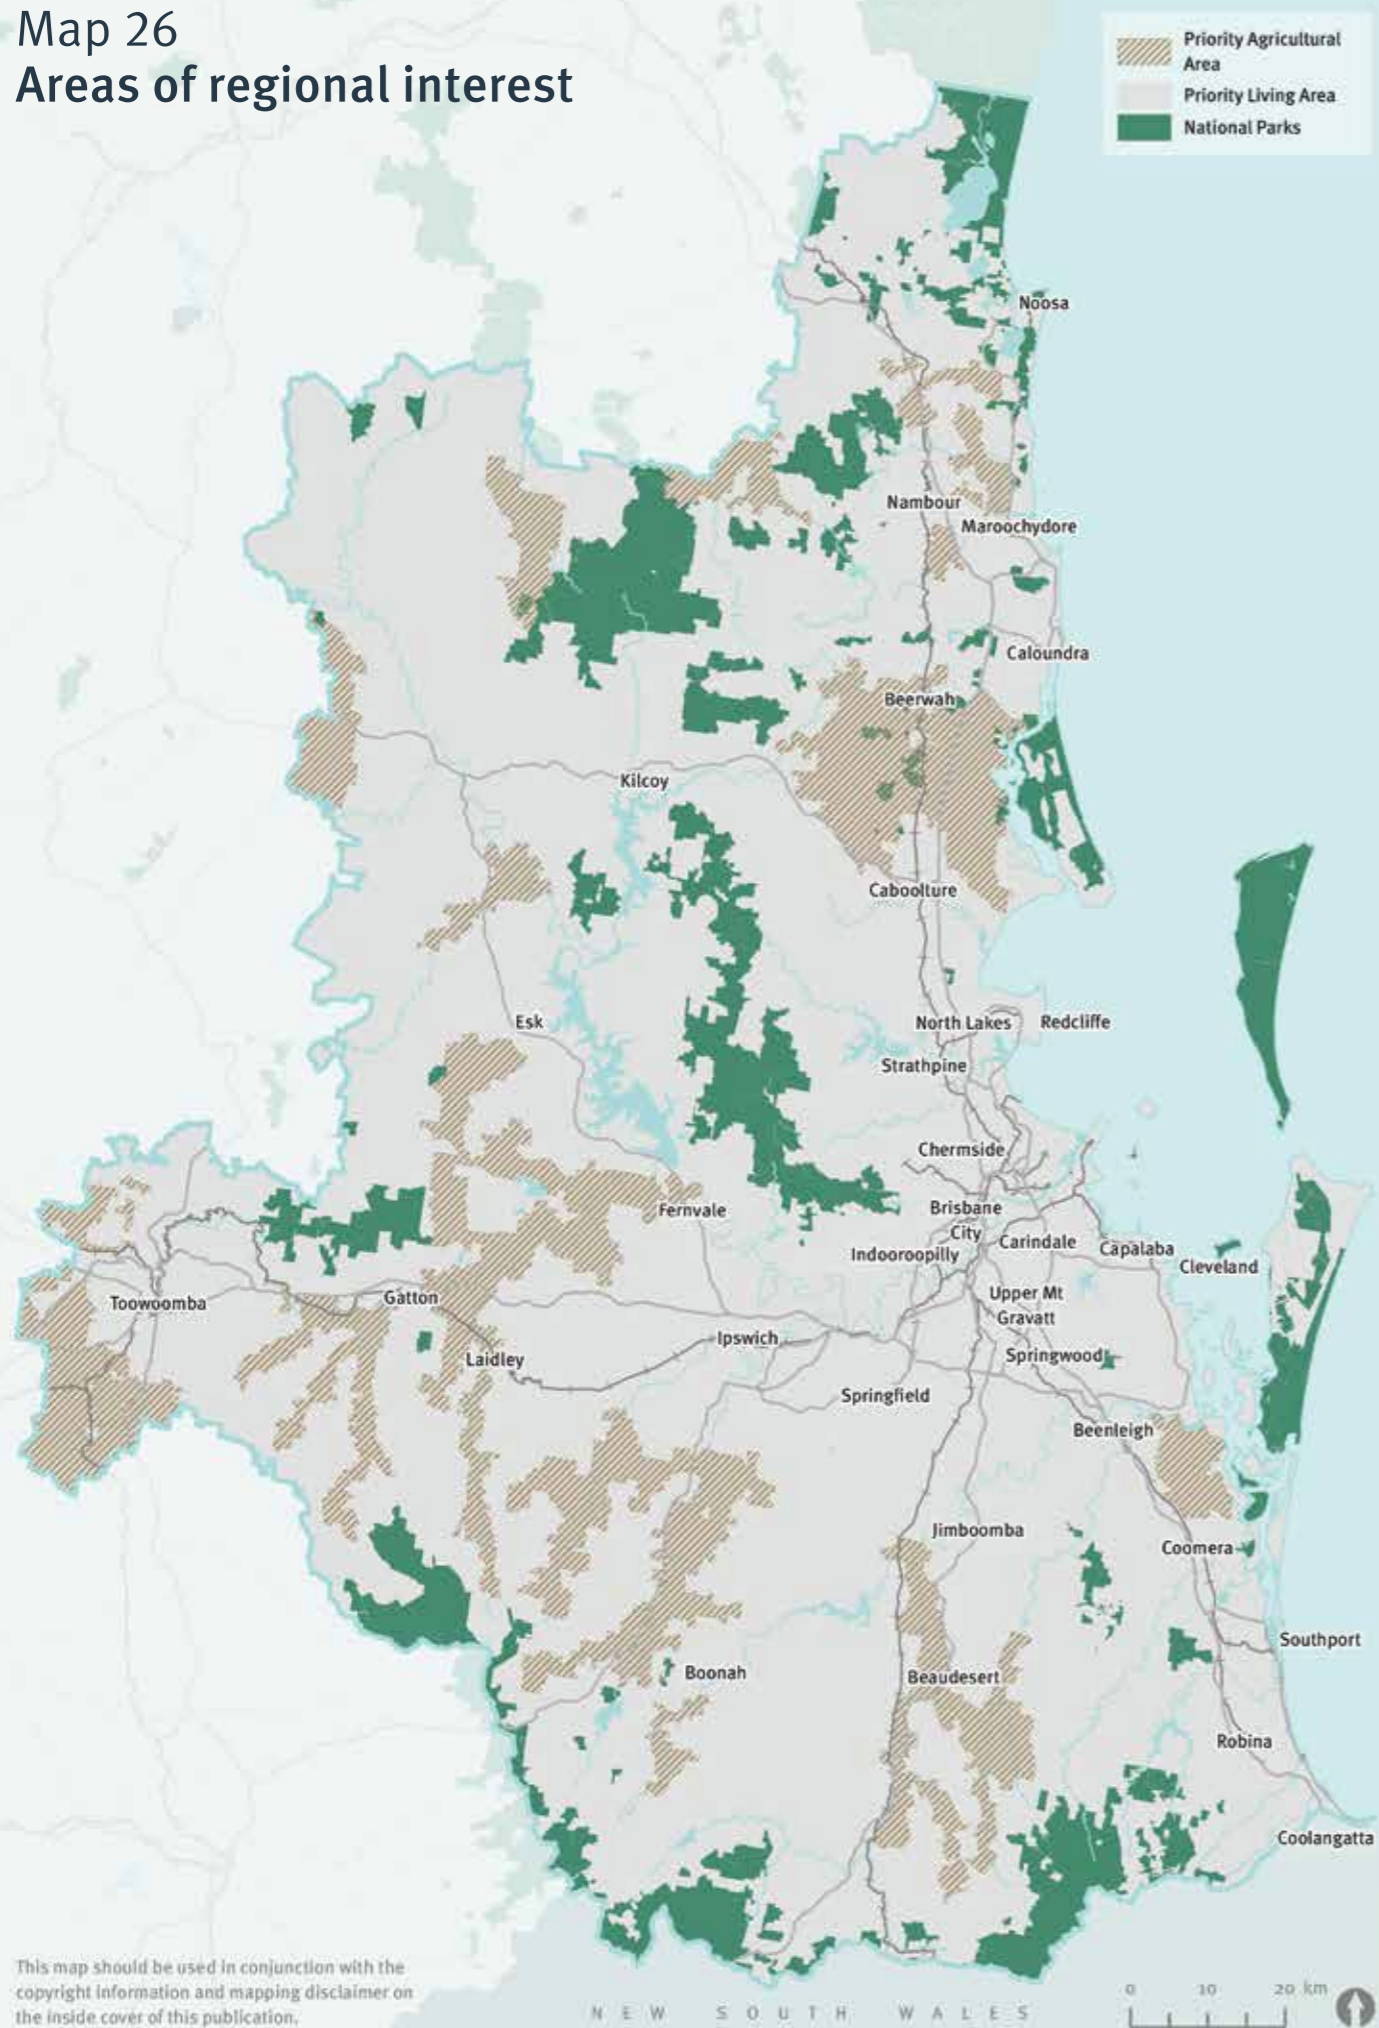 Map 26
Areas of regional interest
Priority Agricultural
Area
Priority Living Area
National Parks
Noosa
Nambour
Maroochydore
Caloundra
Beerwah
Kilcoy
Caboolture
Esk
North Lakes
Redcliffe
Strathpine
Chermside
Fernvale
Brisbane
City
Carindale
Capalaba
Indooroopilly
Cleveland
Toowoomba
Gatton
Upper Mt
Gravatt
Ipswich
Laidley
Springwood
Springfield
Beenleigh
Jimboomba
Coomera
Southport
Boonah
Beaudesert
Robina
Coolangatta
This map should be used in conjunction with the
copyright information and mapping disclaimer on
the inside cover of this publication.
NEW SOUTH WALES
0 10 20 km